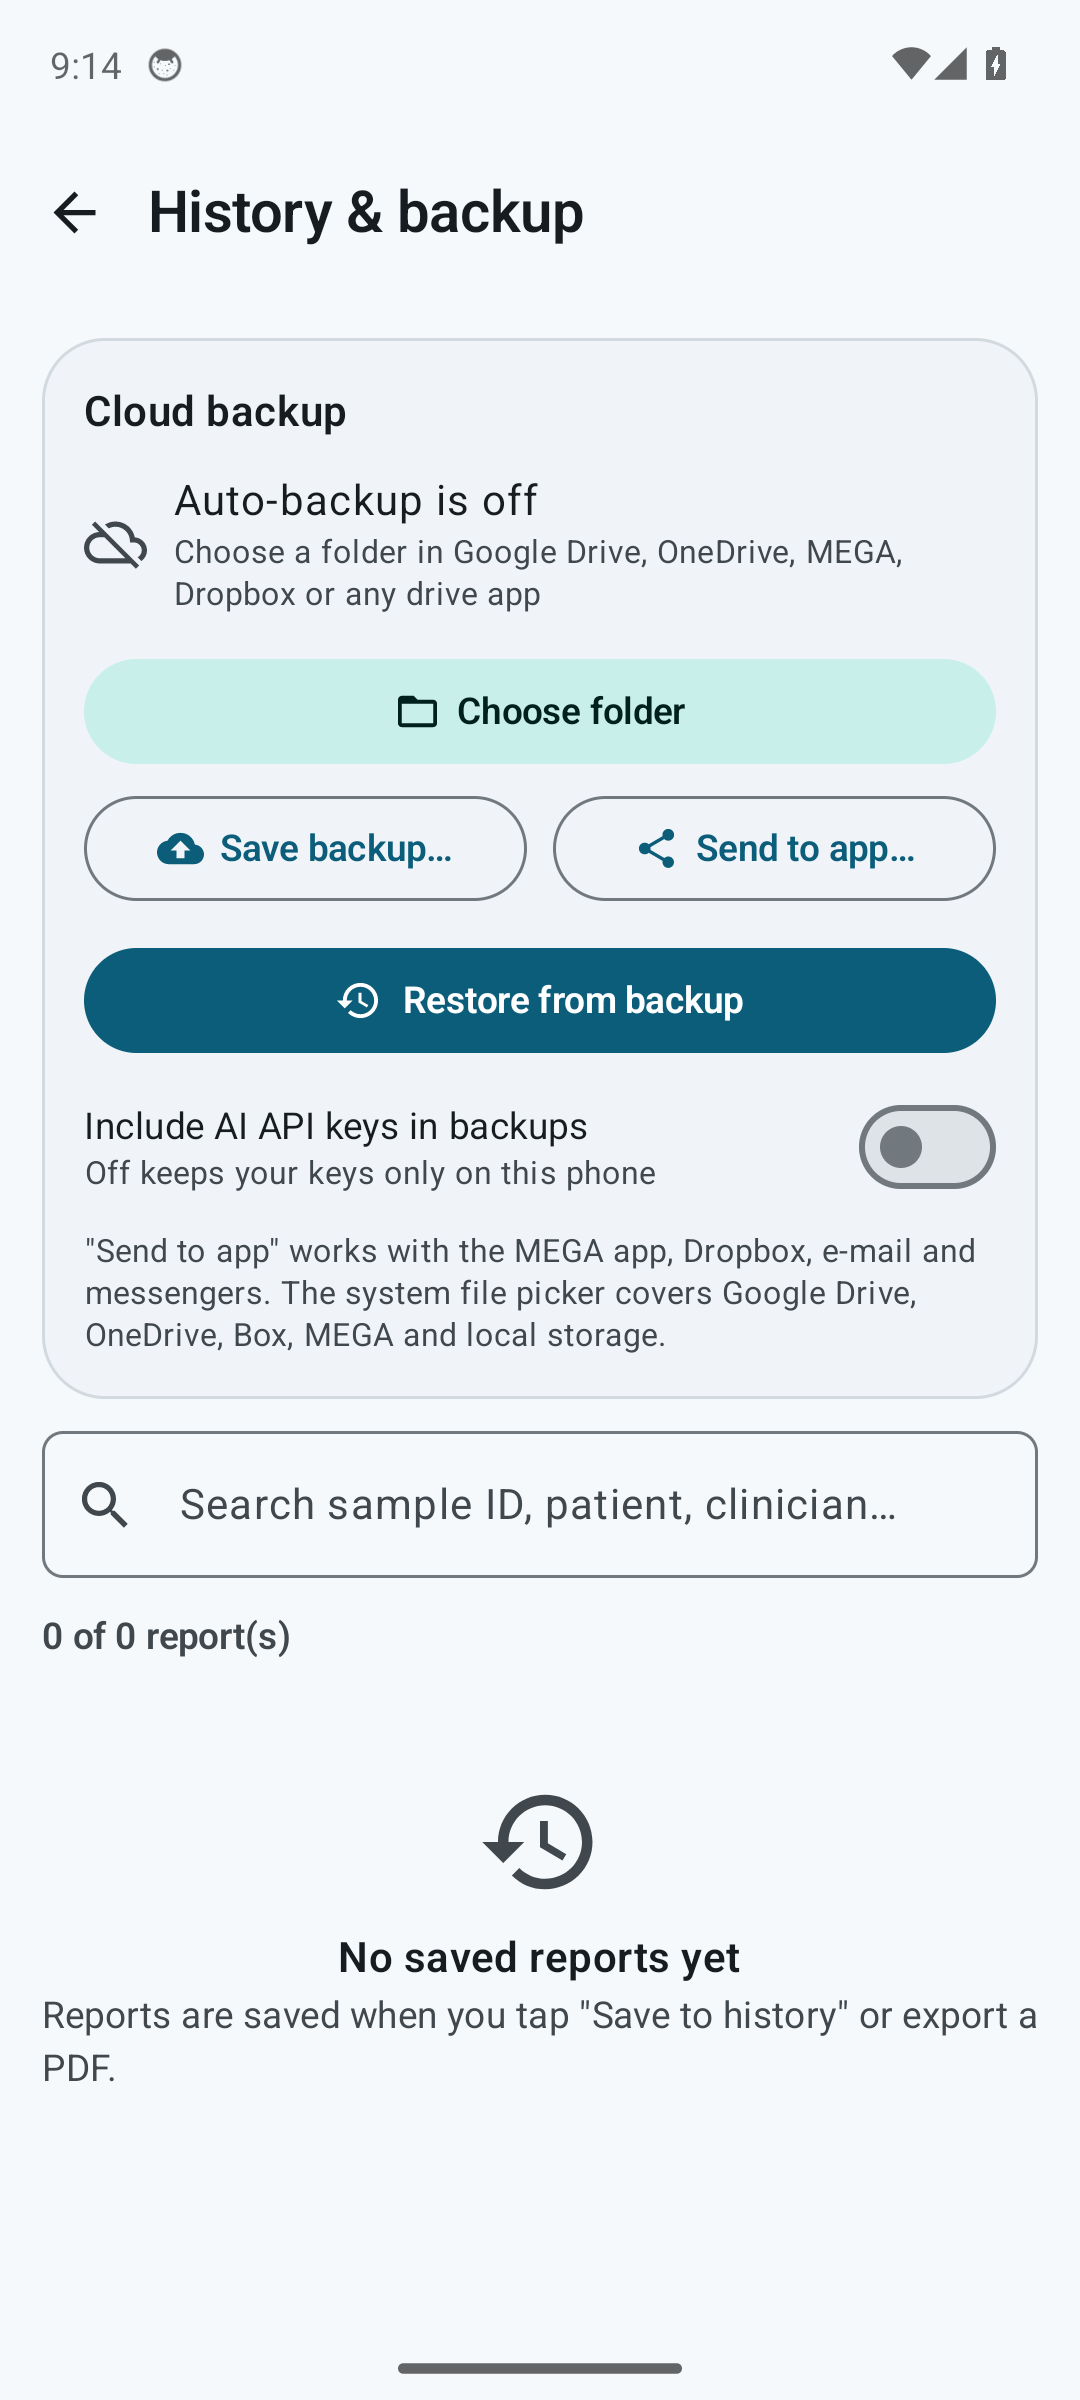 9:14
History & backup
Cloud backup
Auto-backup is off
Choose a folder in Google Drive, OneDrive, MEGA,
Dropbox or any drive app
Choose folder
Save backup…
Send to app…
Restore from backup
Include AI API keys in backups
Off keeps your keys only on this phone
"Send to app" works with the MEGA app, Dropbox, e-mail and
messengers. The system file picker covers Google Drive,
OneDrive, Box, MEGA and local storage.
Search sample ID, patient, clinician…
0 of 0 report(s)
No saved reports yet
Reports are saved when you tap "Save to history" or export a
PDF.